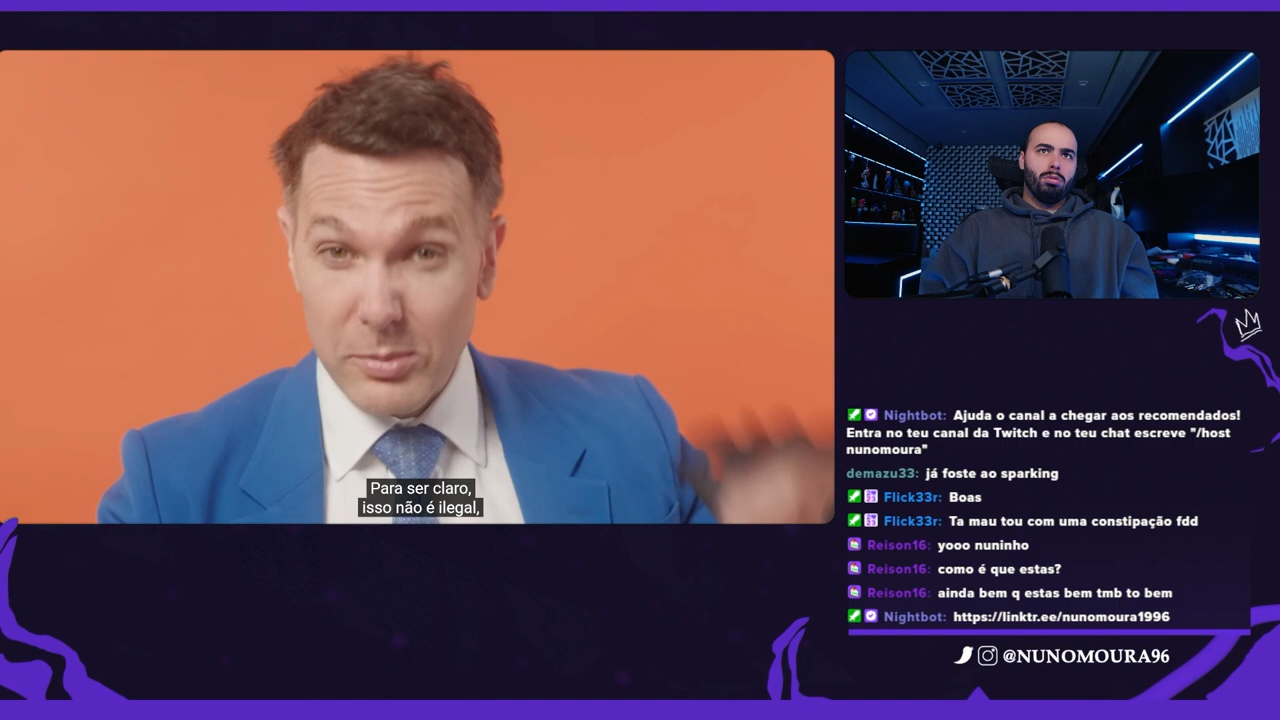 Para ser claro,
isso não é ilegal,
Nightbot: Ajuda o canal a chegar aos recomendados!
Entra no teu canal da Twitch e no teu chat escreve "/host
nunomoura"
demazu33: já foste ao sparking
Flick33r: Boas
Flick33r: Ta mau tou com uma constipação fdd
Reison16: yooo nuninho
Reison16: como é que estas?
Reison16: ainda bem q estas bem tmb to bem
Nightbot: https://linktr.ee/nunomoura1996
@NUNOMOURA96